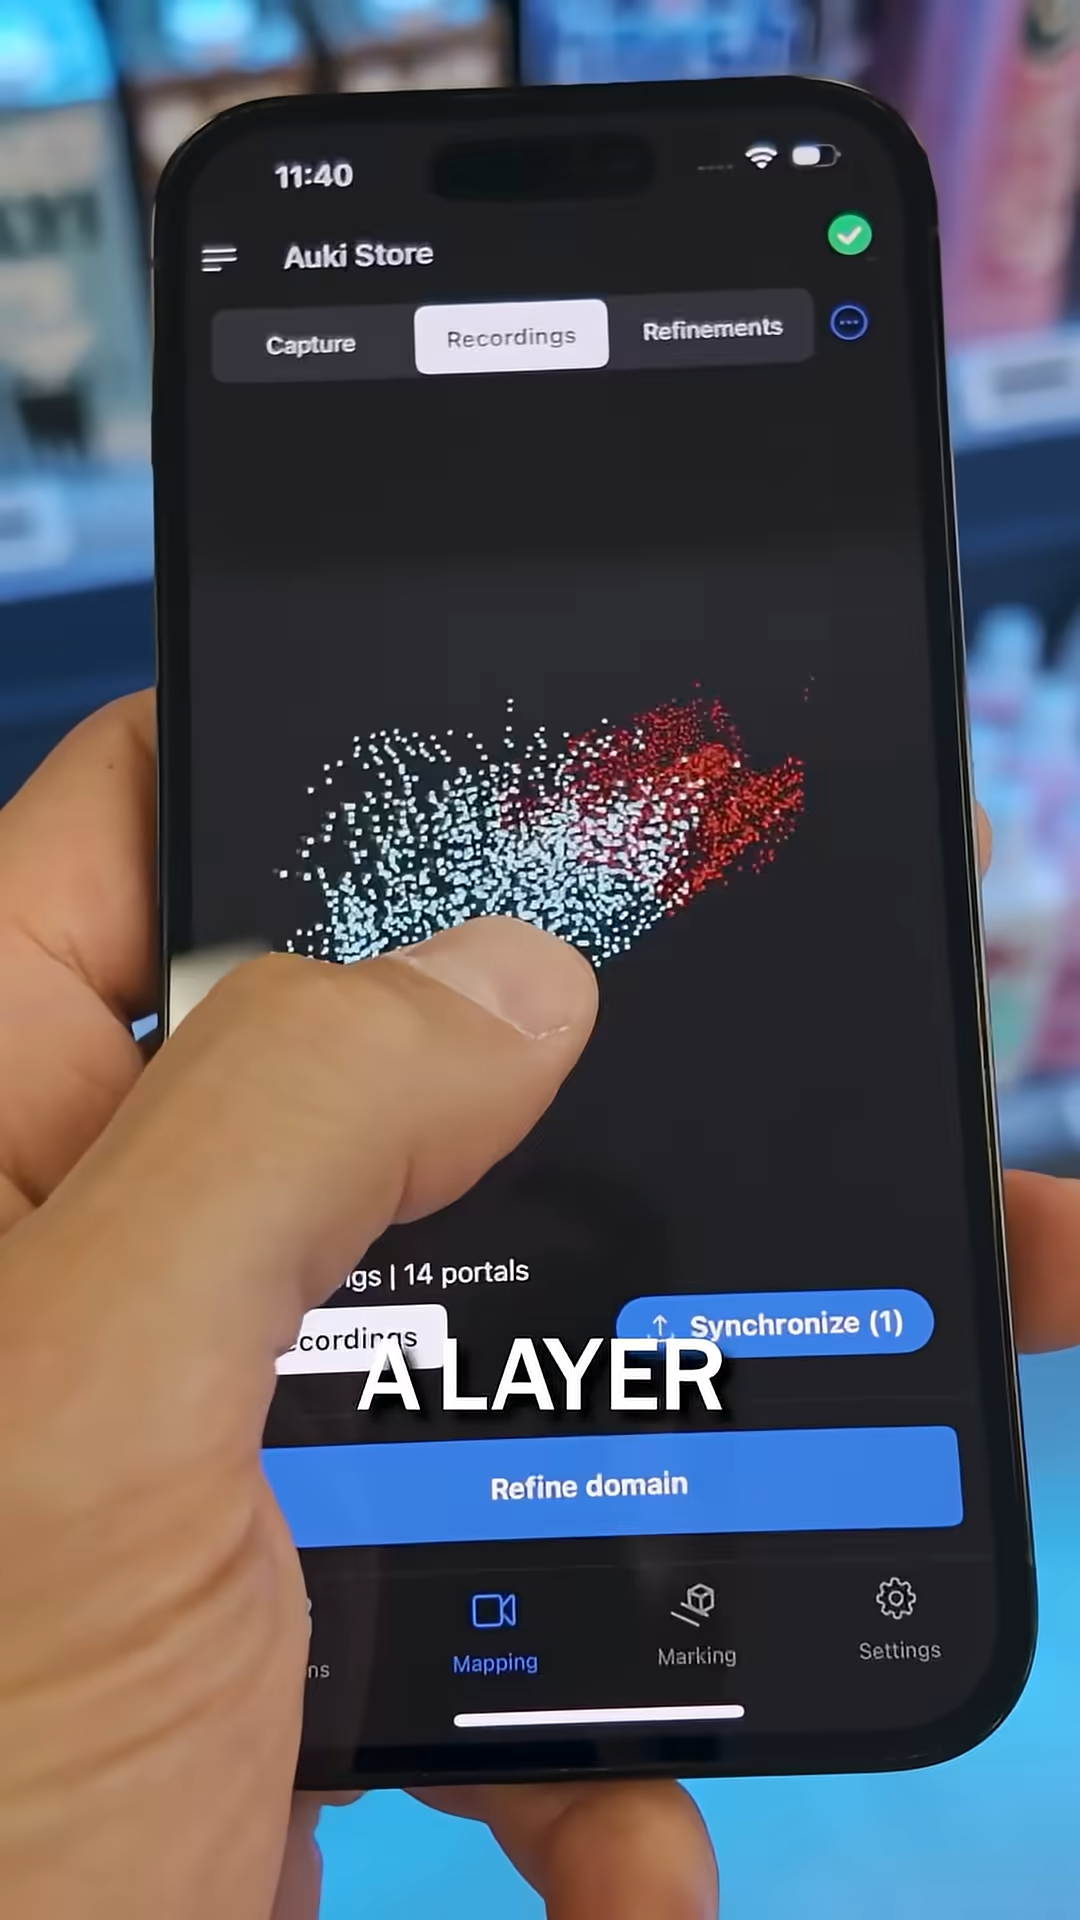 11:40
Auki Store
Capture
Recordings
Refinements
14 portals
Synchronize (1)
A LAYER
Refine domain
Mapping
Marking
Settings